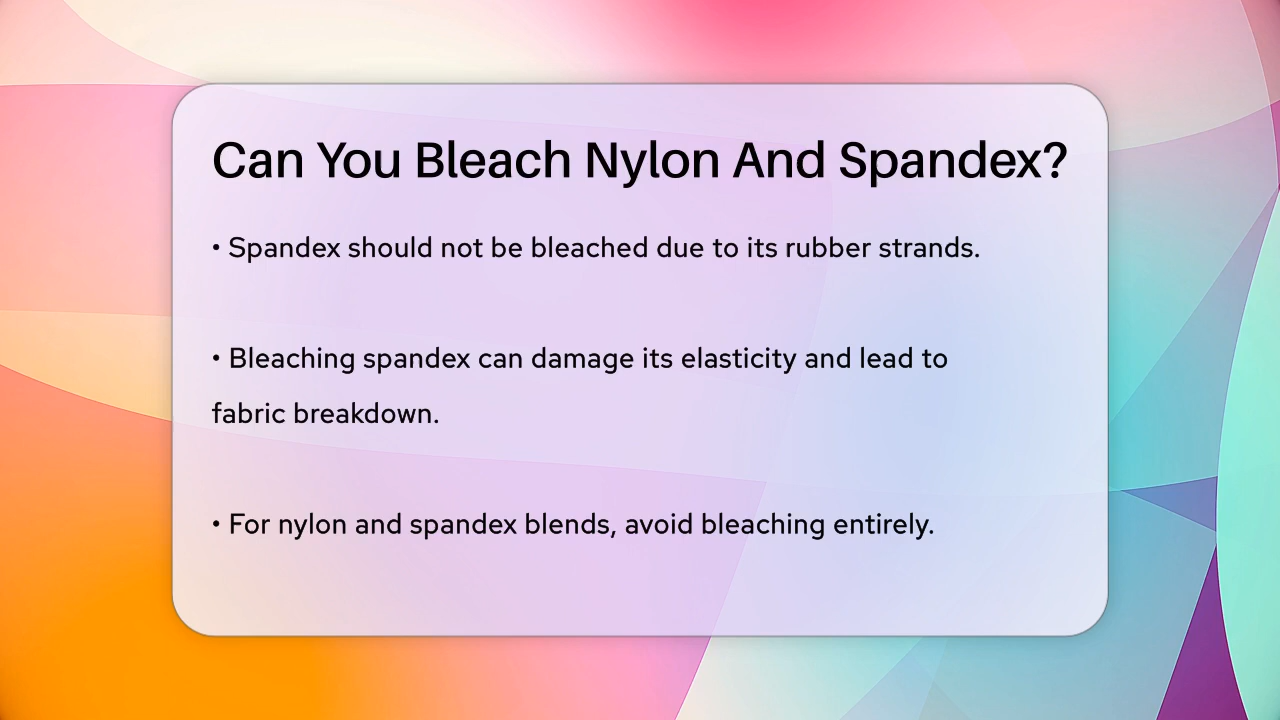 Can You Bleach Nylon And Spandex?
• Spandex should not be bleached due to its rubber strands.
• Bleaching spandex can damage its elasticity and lead to
fabric breakdown.
• For nylon and spandex blends, avoid bleaching entirely.